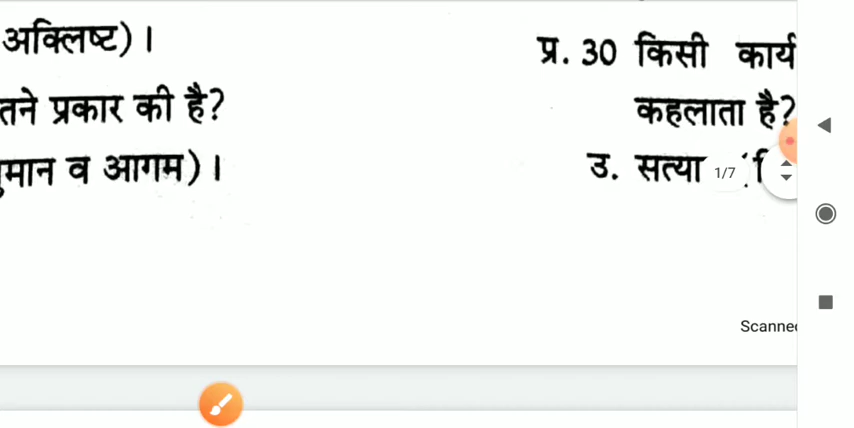 अक्लिष्ट)।
तने प्रकार की है?
मान व आगम)।
प्र. 30 किसी कार्य
कहलाता है?
उ. सत्या
1/7
Scanne